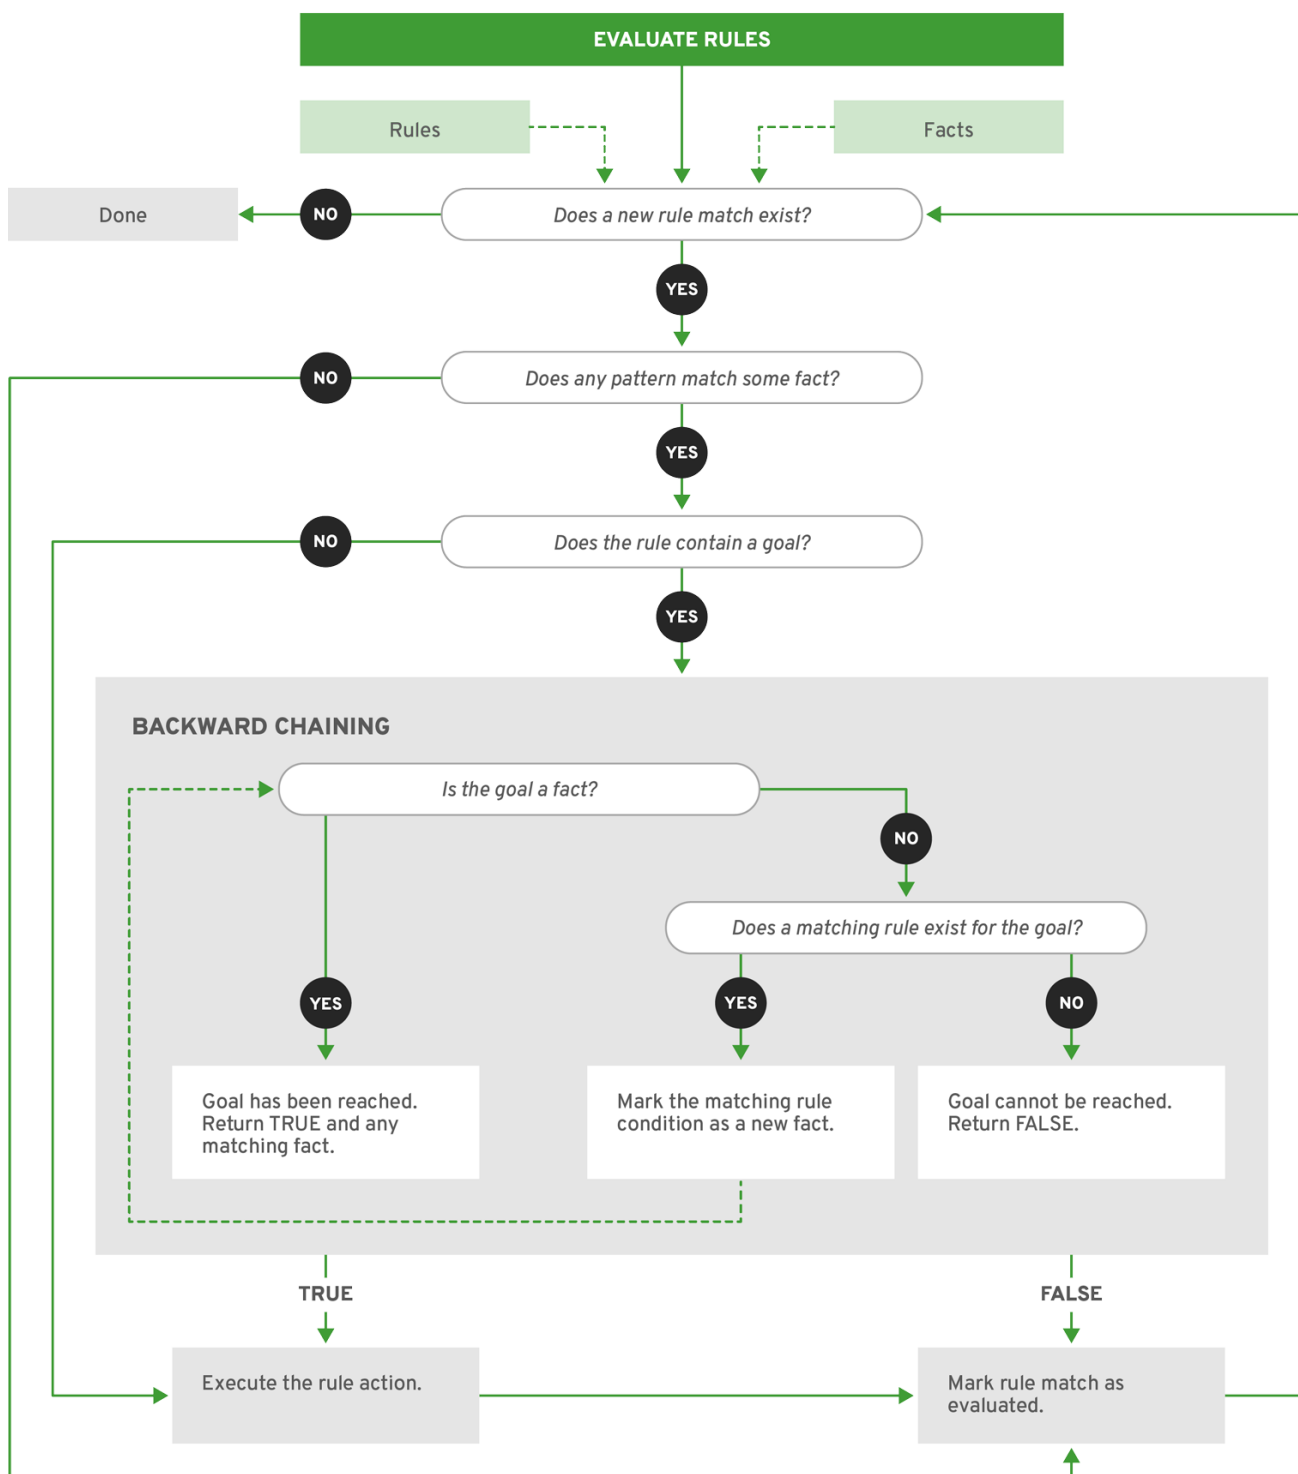 EVALUATE RULES
Rules
Facts
Done
NO
Does a new rule match exist?
YES
NO
Does any pattern match some fact?
YES
NO
Does the rule contain a goal?
YES
BACKWARD CHAINING
Is the goal a fact?
NO
Does a matching rule exist for the goal?
YES
YES
NO
Goal has been reached.
Return TRUE and any
matching fact.
Mark the matching rule
condition as a new fact.
Goal cannot be reached.
Return FALSE.
TRUE
FALSE
Execute the rule action.
Mark rule match as
evaluated.